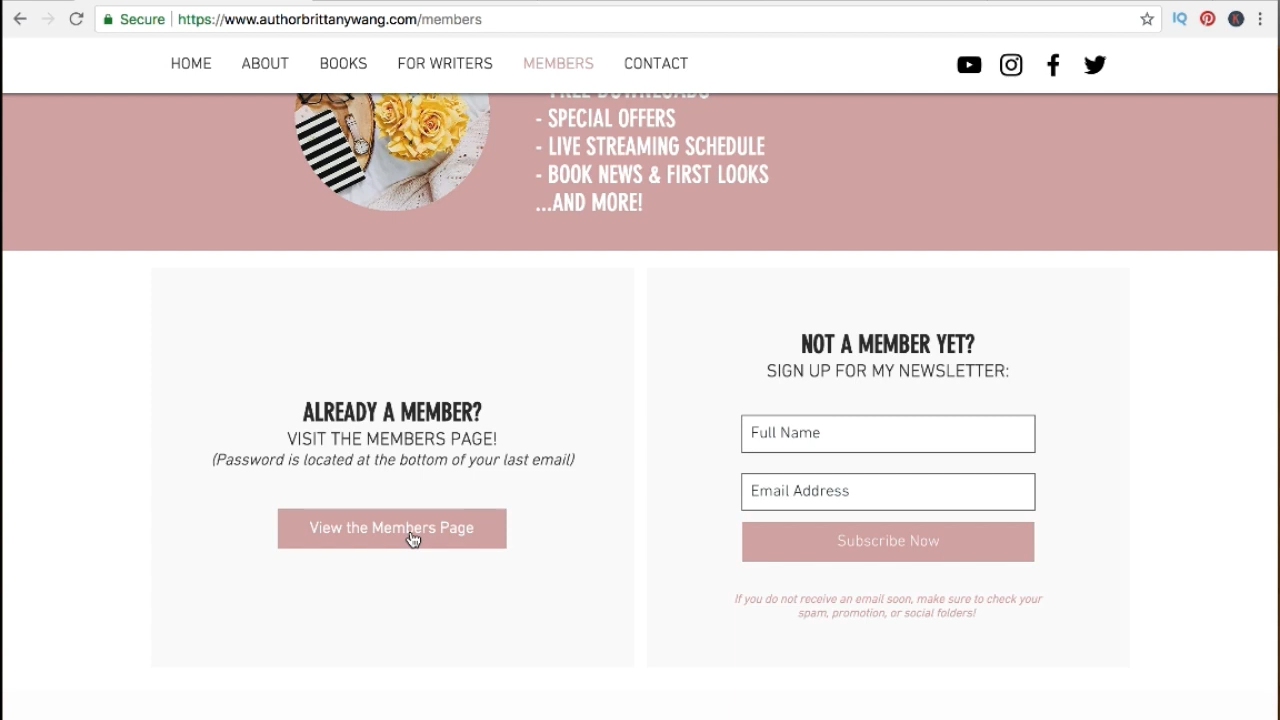 Secure https://www.authorbrittanywang.com/members
IQ
K
HOME ABOUT BOOKS FOR WRITERS MEMBERS CONTACT
- FREE DOWNLOADS
- SPECIAL OFFERS
- LIVE STREAMING SCHEDULE
- BOOK NEWS & FIRST LOOKS
...AND MORE!
ALREADY A MEMBER?
VISIT THE MEMBERS PAGE!
(Password is located at the bottom of your last email)
View the Members Page
NOT A MEMBER YET?
SIGN UP FOR MY NEWSLETTER:
Full Name
Email Address
Subscribe Now
If you do not receive an email soon, make sure to check your
spam, promotion, or social folders!